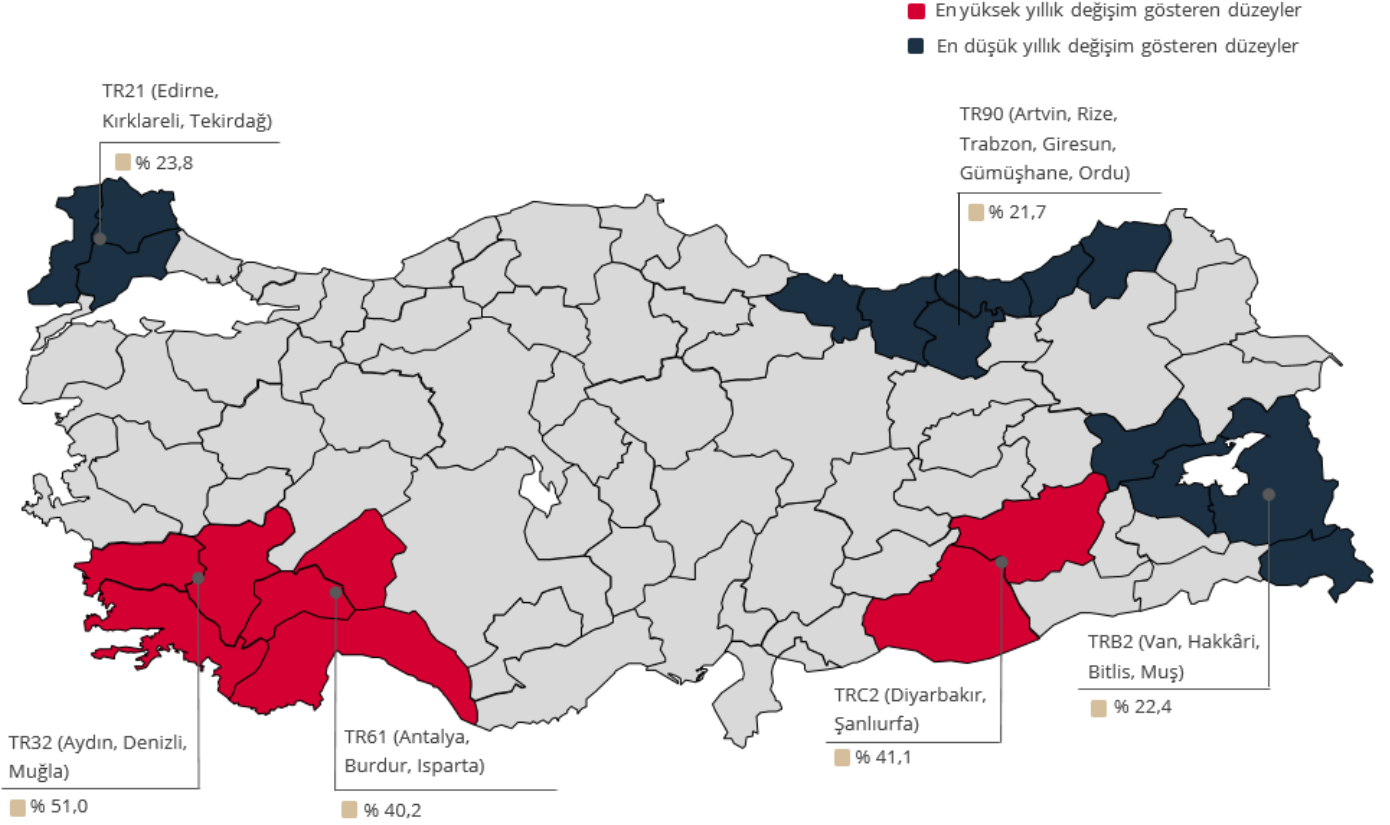 En yüksek yıllık değişim gösteren düzeyler
En düşük yıllık değişim gösteren düzeyler
TR21 (Edirne,
Kırklareli, Tekirdağ)
% 23,8
TR90 (Artvin, Rize,
Trabzon, Giresun,
Gümüşhane, Ordu)
% 21,7
TRB2 (Van, Hakkâri,
Bitlis, Muş)
% 22,4
TRC2 (Diyarbakır,
Şanlıurfa)
% 41,1
TR61 (Antalya,
Burdur, Isparta)
% 40,2
TR32 (Aydın, Denizli,
Muğla)
% 51,0